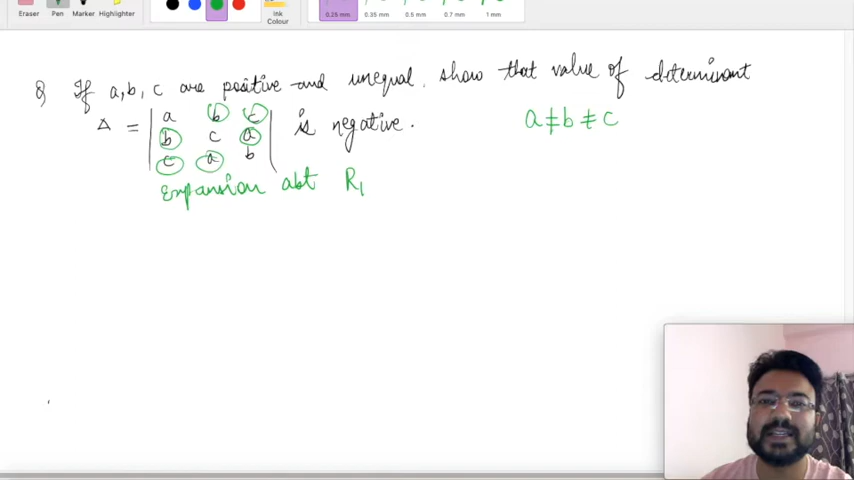 Eraser Pen Marker Highlighter Ink Colour 0.25 mm 0.35 mm 0.5 mm 0.7 mm 1 mm
Q If a, b, c are positive and unequal, show that value of determinant
Δ = | a b c |
| b c a |
| c a b | is negative.
a ≠ b ≠ c
Expansion abt R₁